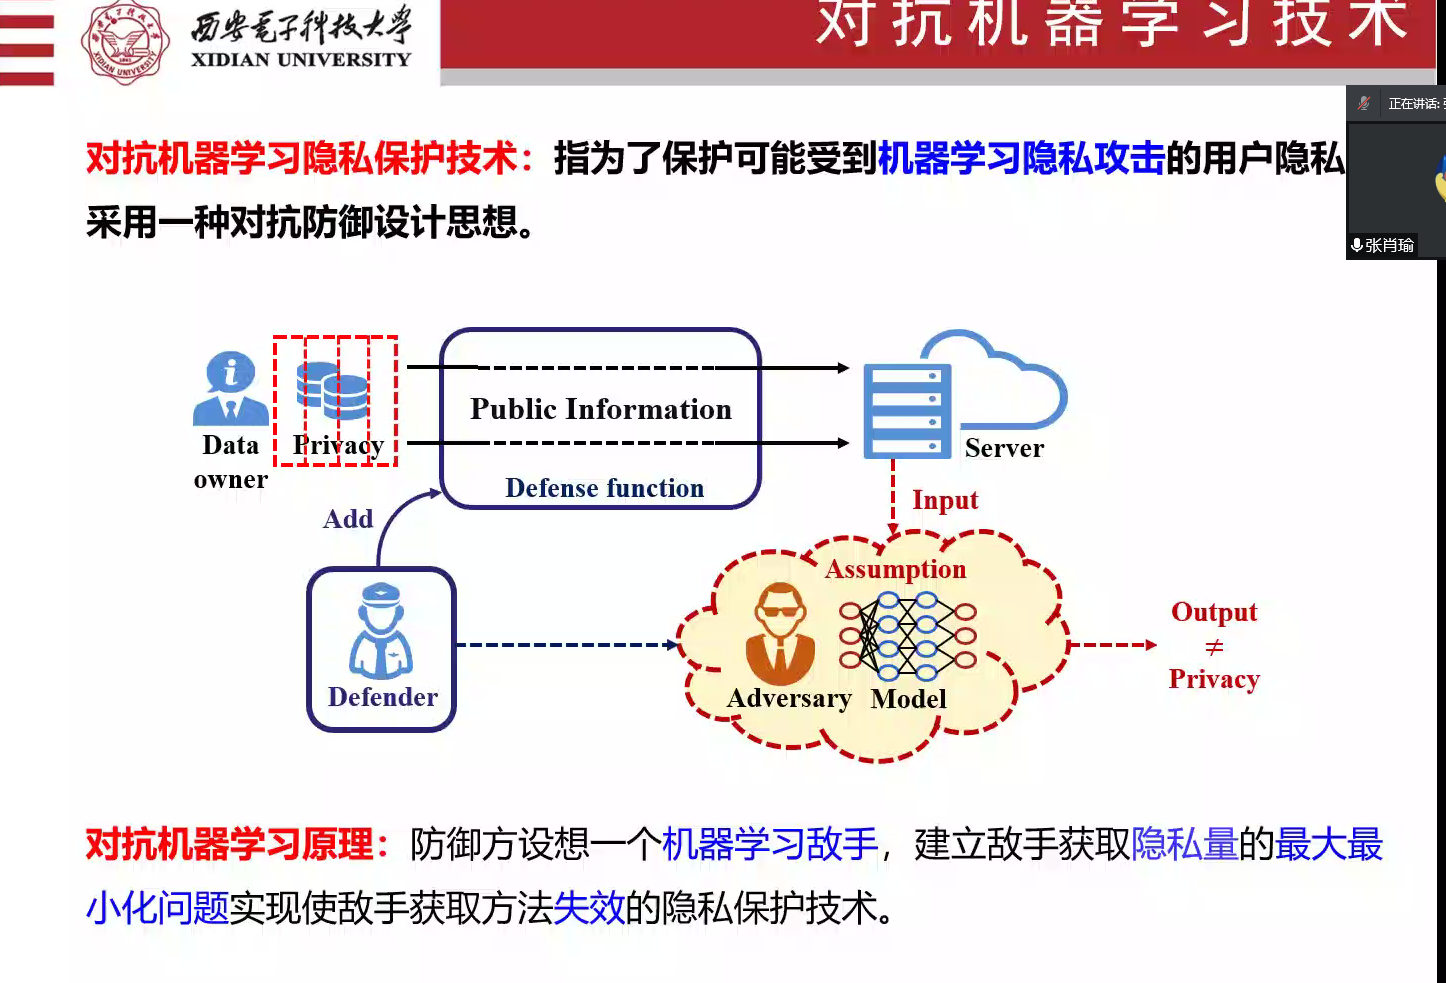 西安电子科技大学
XIDIAN UNIVERSITY
对抗机器学习技术
正在讲话:
张肖瑜
对抗机器学习隐私保护技术：指为了保护可能受到机器学习隐私攻击的用户隐私
采用一种对抗防御设计思想。
Data
owner
Privacy
Public Information
Defense function
Server
Add
Input
Defender
Assumption
Adversary
Model
Output
≠
Privacy
对抗机器学习原理：防御方设想一个机器学习敌手，建立敌手获取隐私量的最大最
小化问题实现使敌手获取方法失效的隐私保护技术。